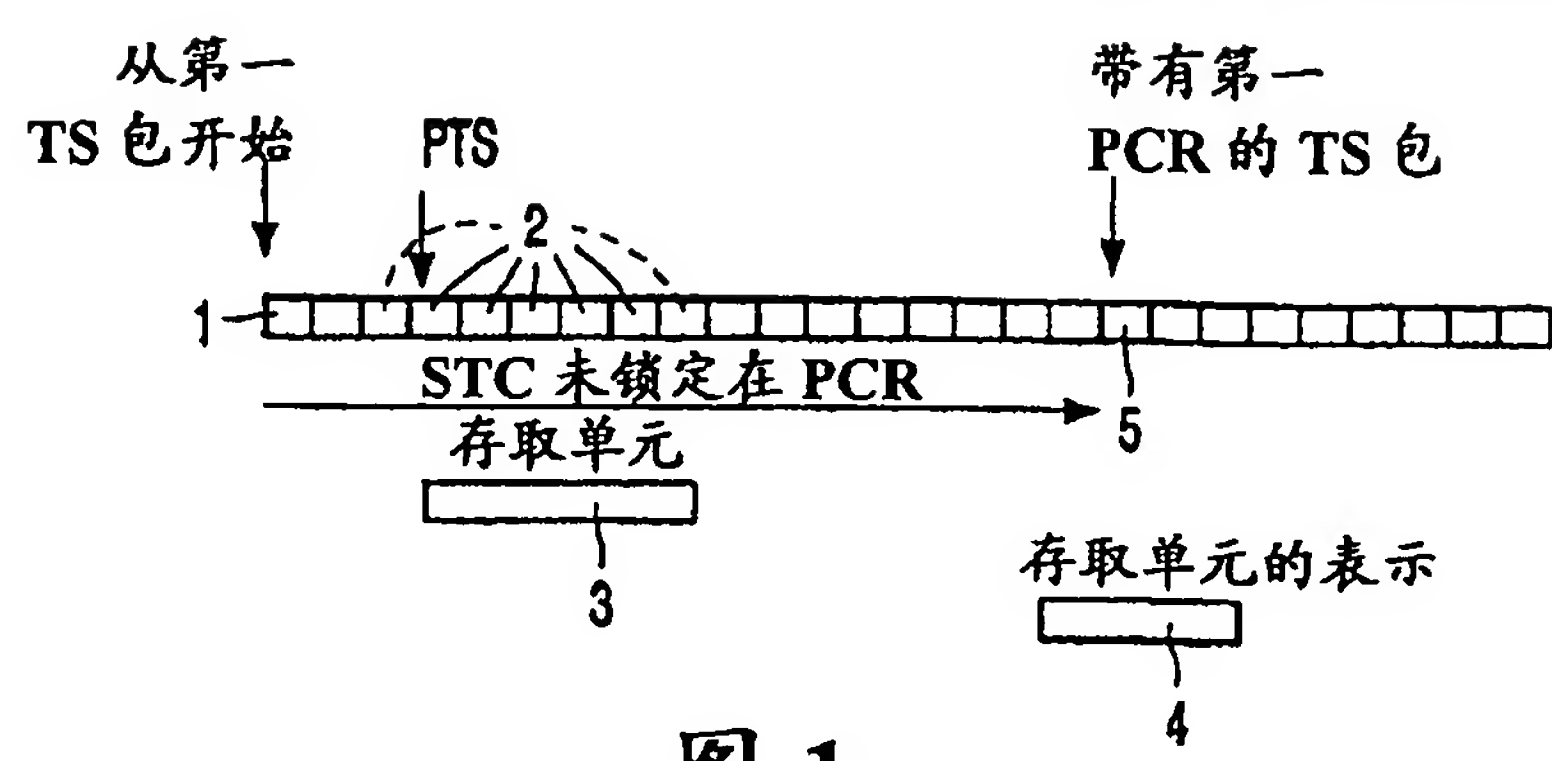 从第一
TS 包开始
PTS
带有第一
PCR 的 TS 包
2
1
STC 未锁定在 PCR
5
存取单元
3
存取单元的表示
4
图 1